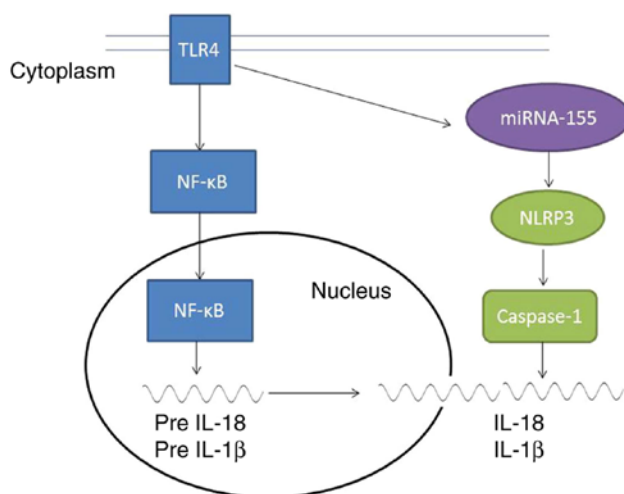 TLR4
Cytoplasm
miRNA-155
NF-κB
NLRP3
Nucleus
NF-κB
Caspase-1
Pre IL-18
Pre IL-1β
IL-18
IL-1β